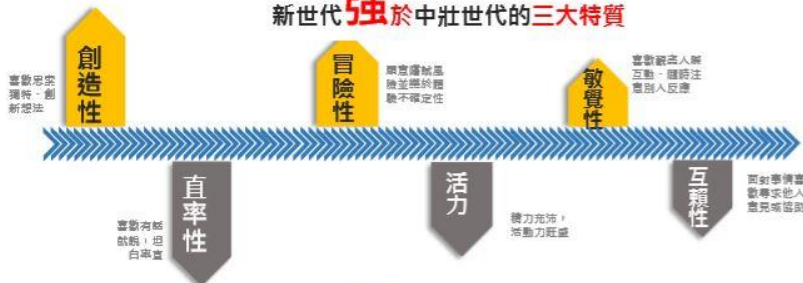 新世代強於中壯世代的三大特質
創造性
喜歡思索
獨特、創
新想法
冒險性
願意嘗試風
險並樂於體
驗不確定性
敏覺性
喜歡觀察人際
互動、隨時注
意別人反應
直率性
喜歡有話
就說，坦
白率直
活力
精力充沛，
活動力旺盛
互賴性
面對事情喜
歡尋求他人
意見或協助